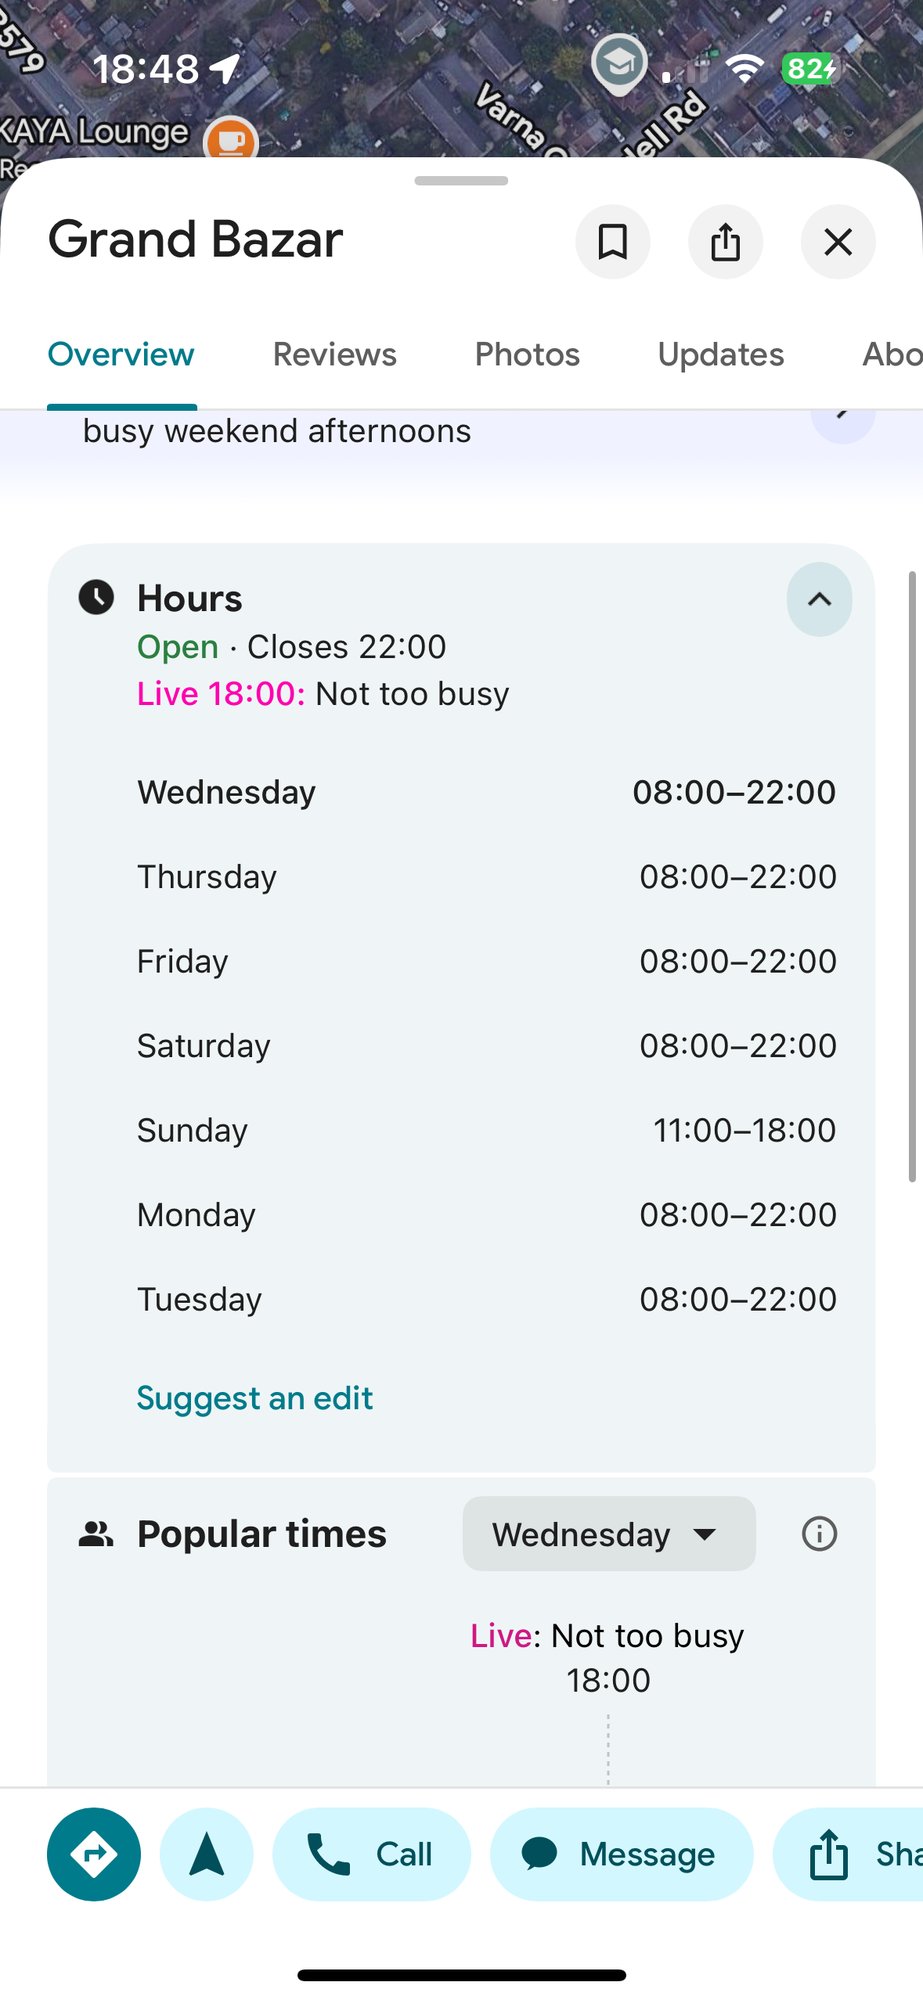 2579
18:48
82
KAYA Lounge
Re
Varna
dell Rd
Grand Bazar
Overview Reviews Photos Updates Abo
busy weekend afternoons
Hours
Open · Closes 22:00
Live 18:00: Not too busy
Wednesday 08:00–22:00
Thursday 08:00–22:00
Friday 08:00–22:00
Saturday 08:00–22:00
Sunday 11:00–18:00
Monday 08:00–22:00
Tuesday 08:00–22:00
Suggest an edit
Popular times Wednesday
Live: Not too busy
18:00
Call Message Sha